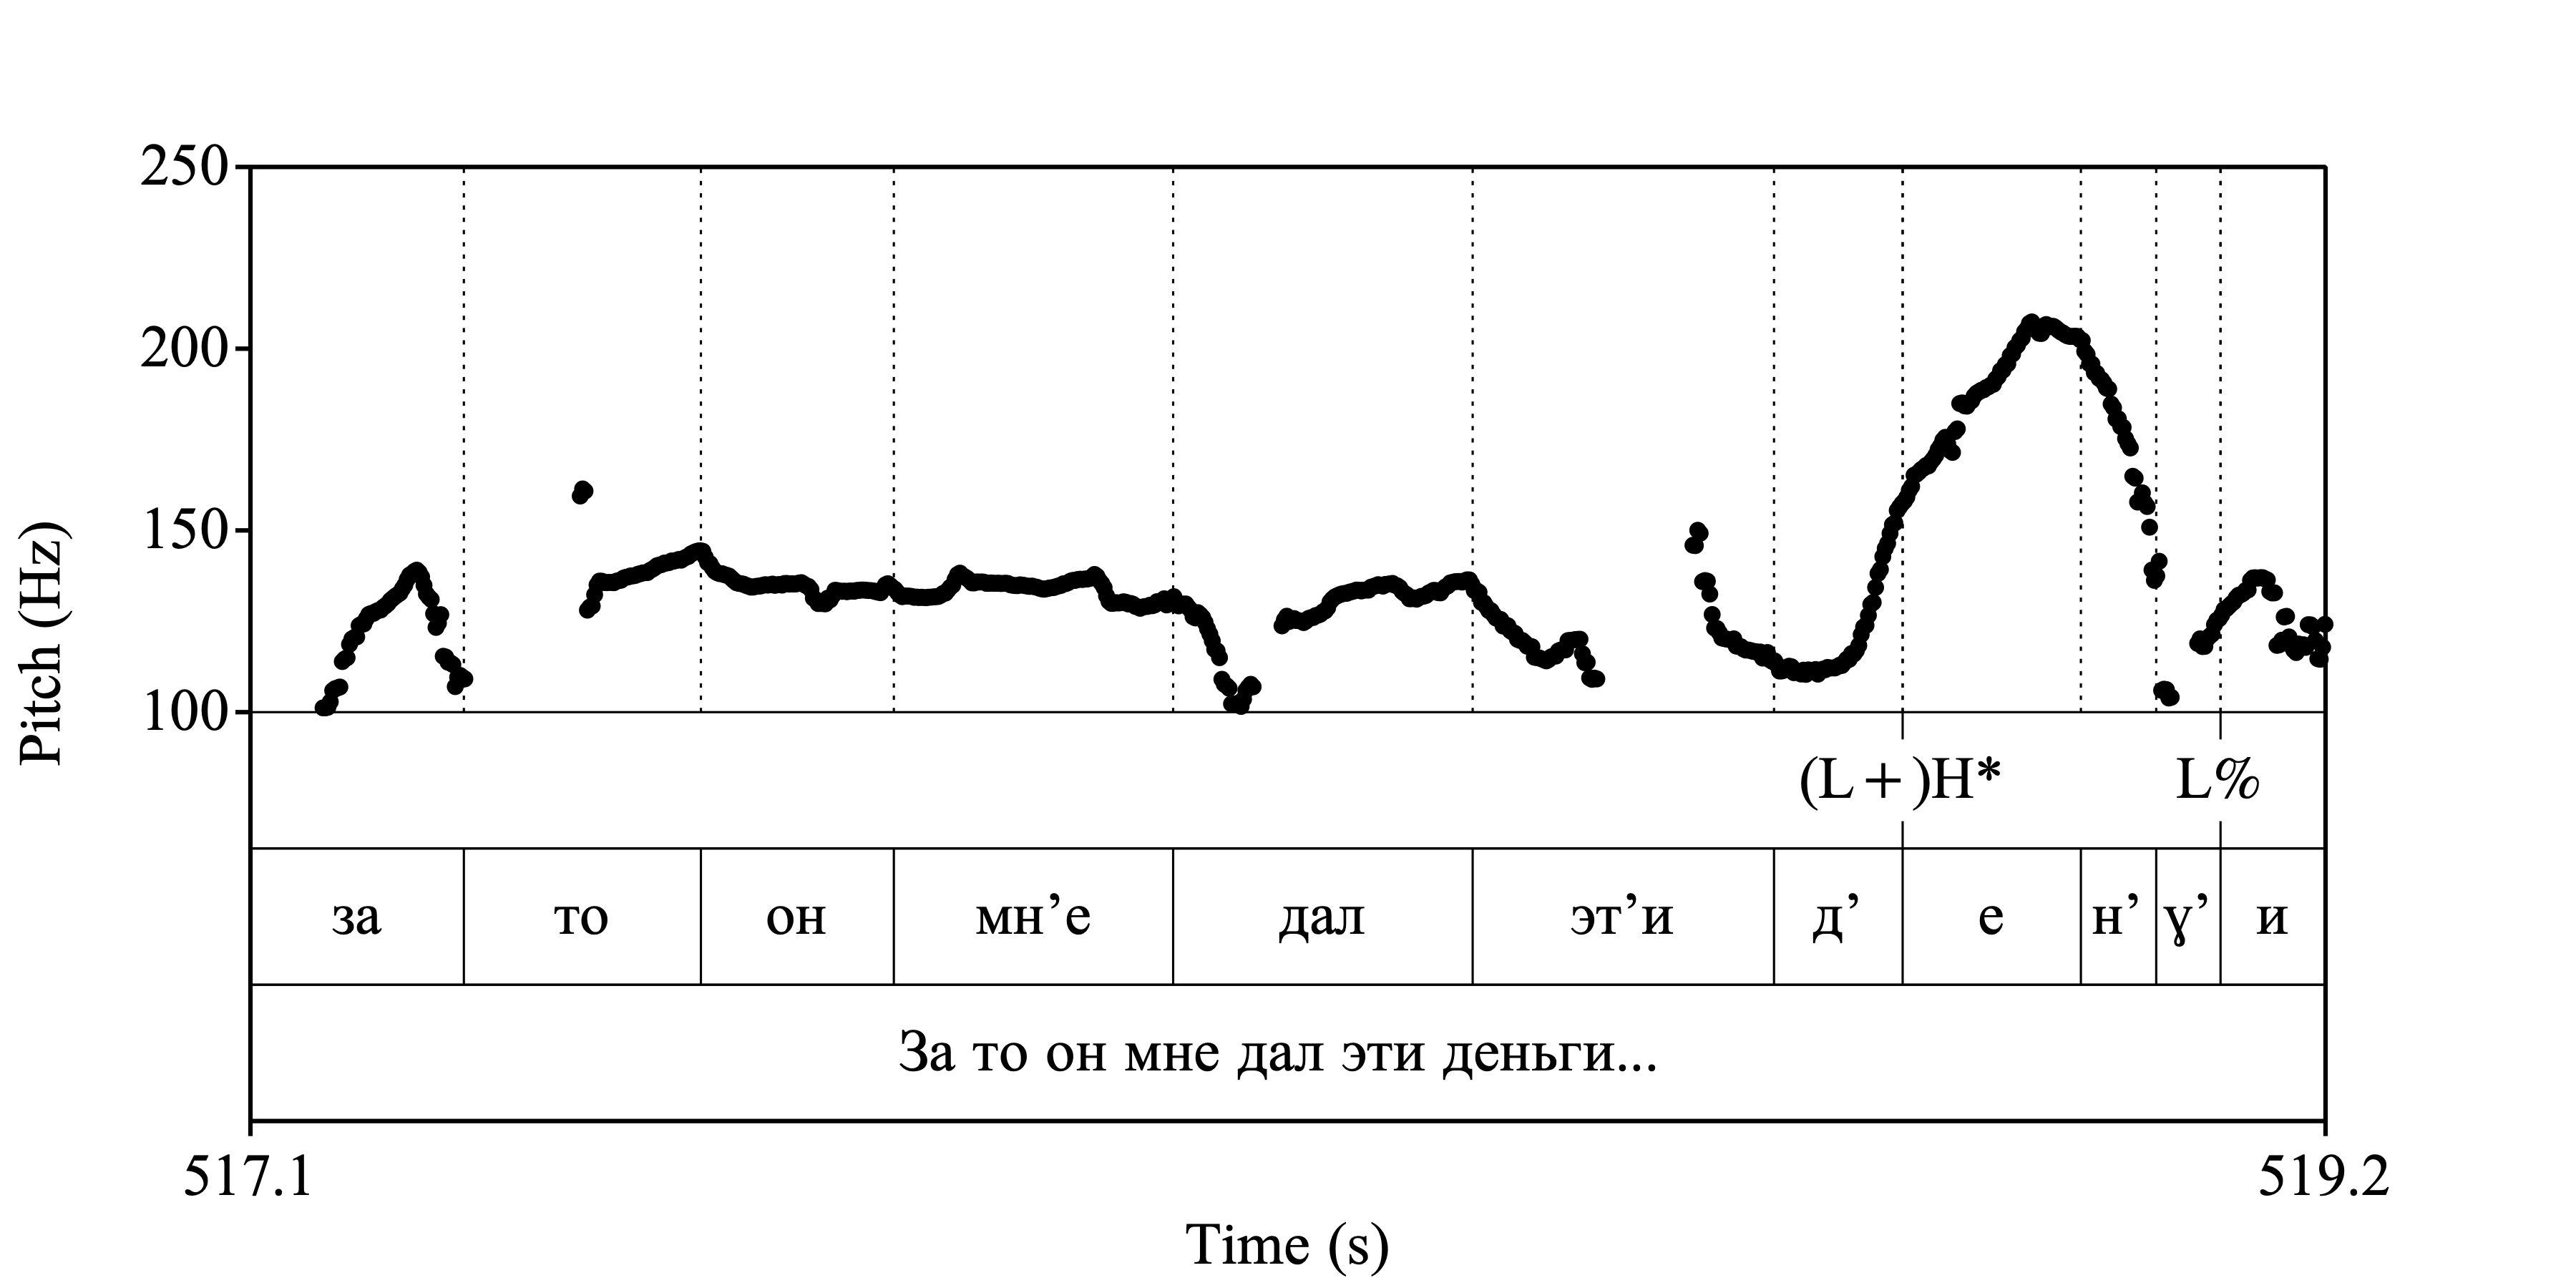 250
200
150
100
Pitch (Hz)
(L+)H* L%
за то он мн’е дал эт’и д’ е н’ ɣ’ и
За то он мне дал эти деньги...
517.1 519.2
Time (s)